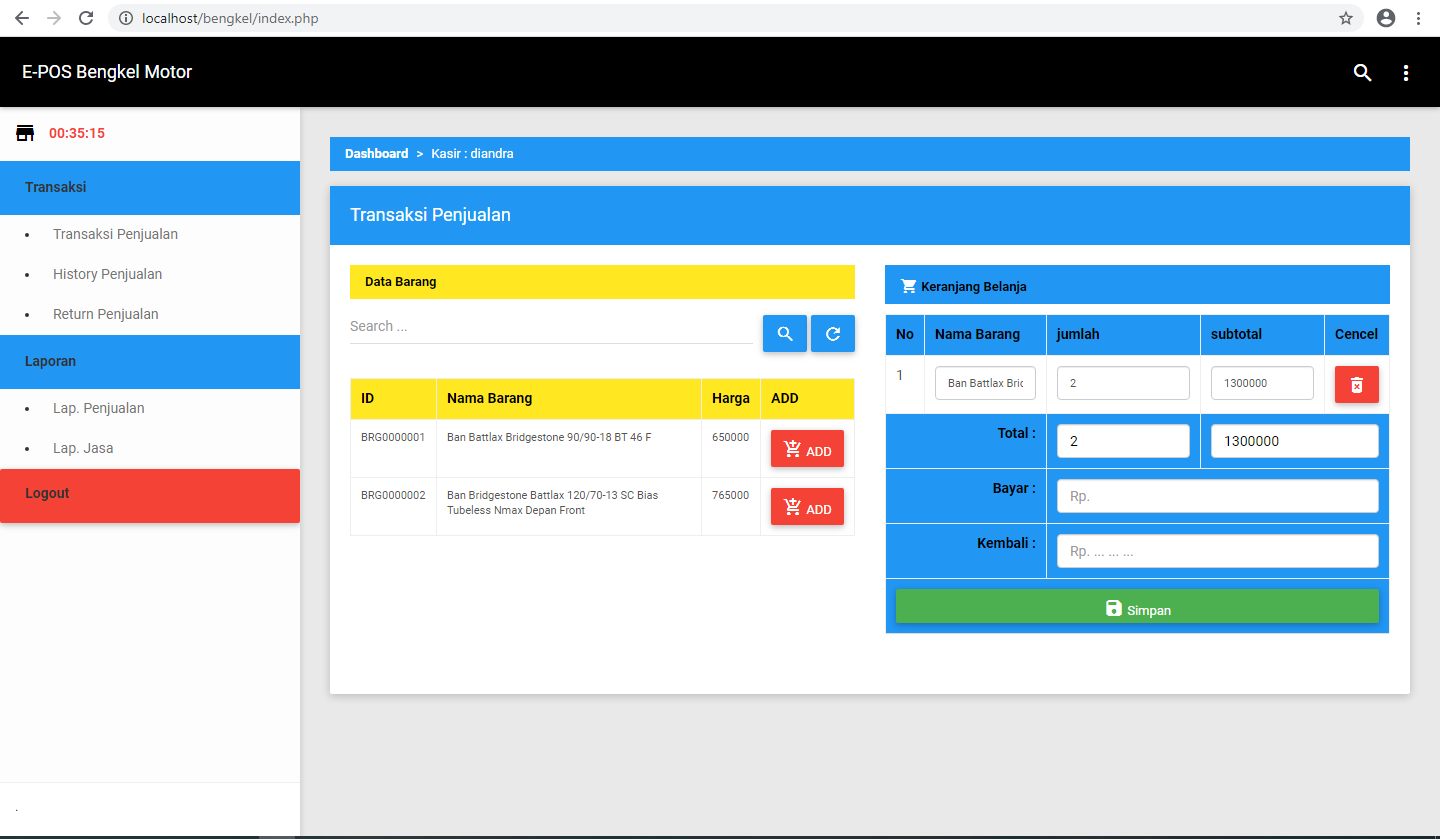 localhost/bengkel/index.php
E-POS Bengkel Motor
00:35:15
Transaksi
Transaksi Penjualan
History Penjualan
Return Penjualan
Laporan
Lap. Penjualan
Lap. Jasa
Logout
.
Dashboard > Kasir : diandra
Transaksi Penjualan
Data Barang
Search ...
ID Nama Barang Harga ADD
BRG0000001 Ban Battlax Bridgestone 90/90-18 BT 46 F 650000 ADD
BRG0000002 Ban Bridgestone Battlax 120/70-13 SC Bias 765000 ADD
Tubeless Nmax Depan Front
Keranjang Belanja
No Nama Barang jumlah subtotal Cencel
1 Ban Battlax Bric 2 1300000
Total : 2 1300000
Bayar : Rp.
Kembali : Rp. ... ... ...
Simpan